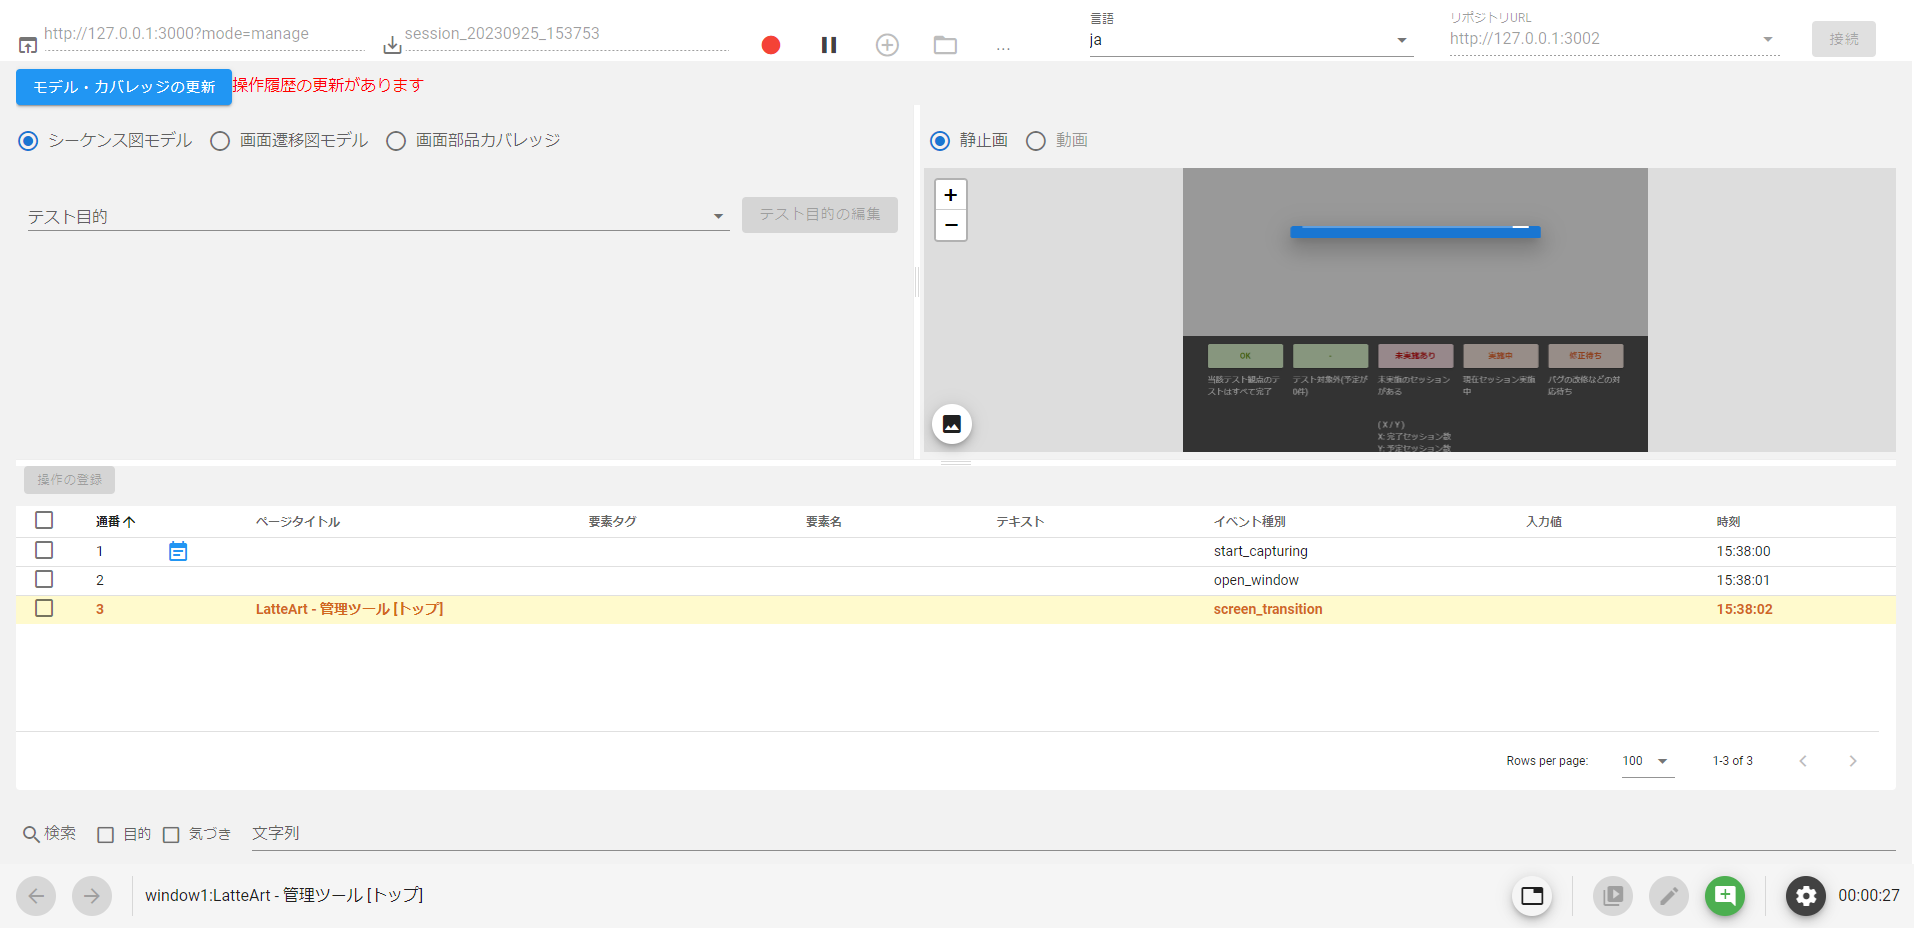 http://127.0.0.1:3000?mode=manage
session_20230925_153753
...
言語
ja
リポジトリURL
http://127.0.0.1:3002
接続
モデル・カバレッジの更新
操作履歴の更新があります
シーケンス図モデル
画面遷移図モデル
画面部品カバレッジ
静止画
動画
テスト目的
テスト目的の編集
+
−
OK
-
未実施あり
実施中
修正待ち
当該テスト観点のテ
ストはすべて完了
テスト対象外(予定が
0件)
未実施のセッション
がある
現在セッション実施
中
バグの改修などの対
応待ち
( X / Y )
X: 完了セッション数
Y: 予定セッション数
操作の登録
通番 ページタイトル 要素タグ 要素名 テキスト イベント種別 入力値 時刻
1 start_capturing 15:38:00
2 open_window 15:38:01
3 LatteArt - 管理ツール [トップ] screen_transition 15:38:02
Rows per page: 100 1-3 of 3
検索 目的 気づき 文字列
window1:LatteArt - 管理ツール [トップ]
00:00:27